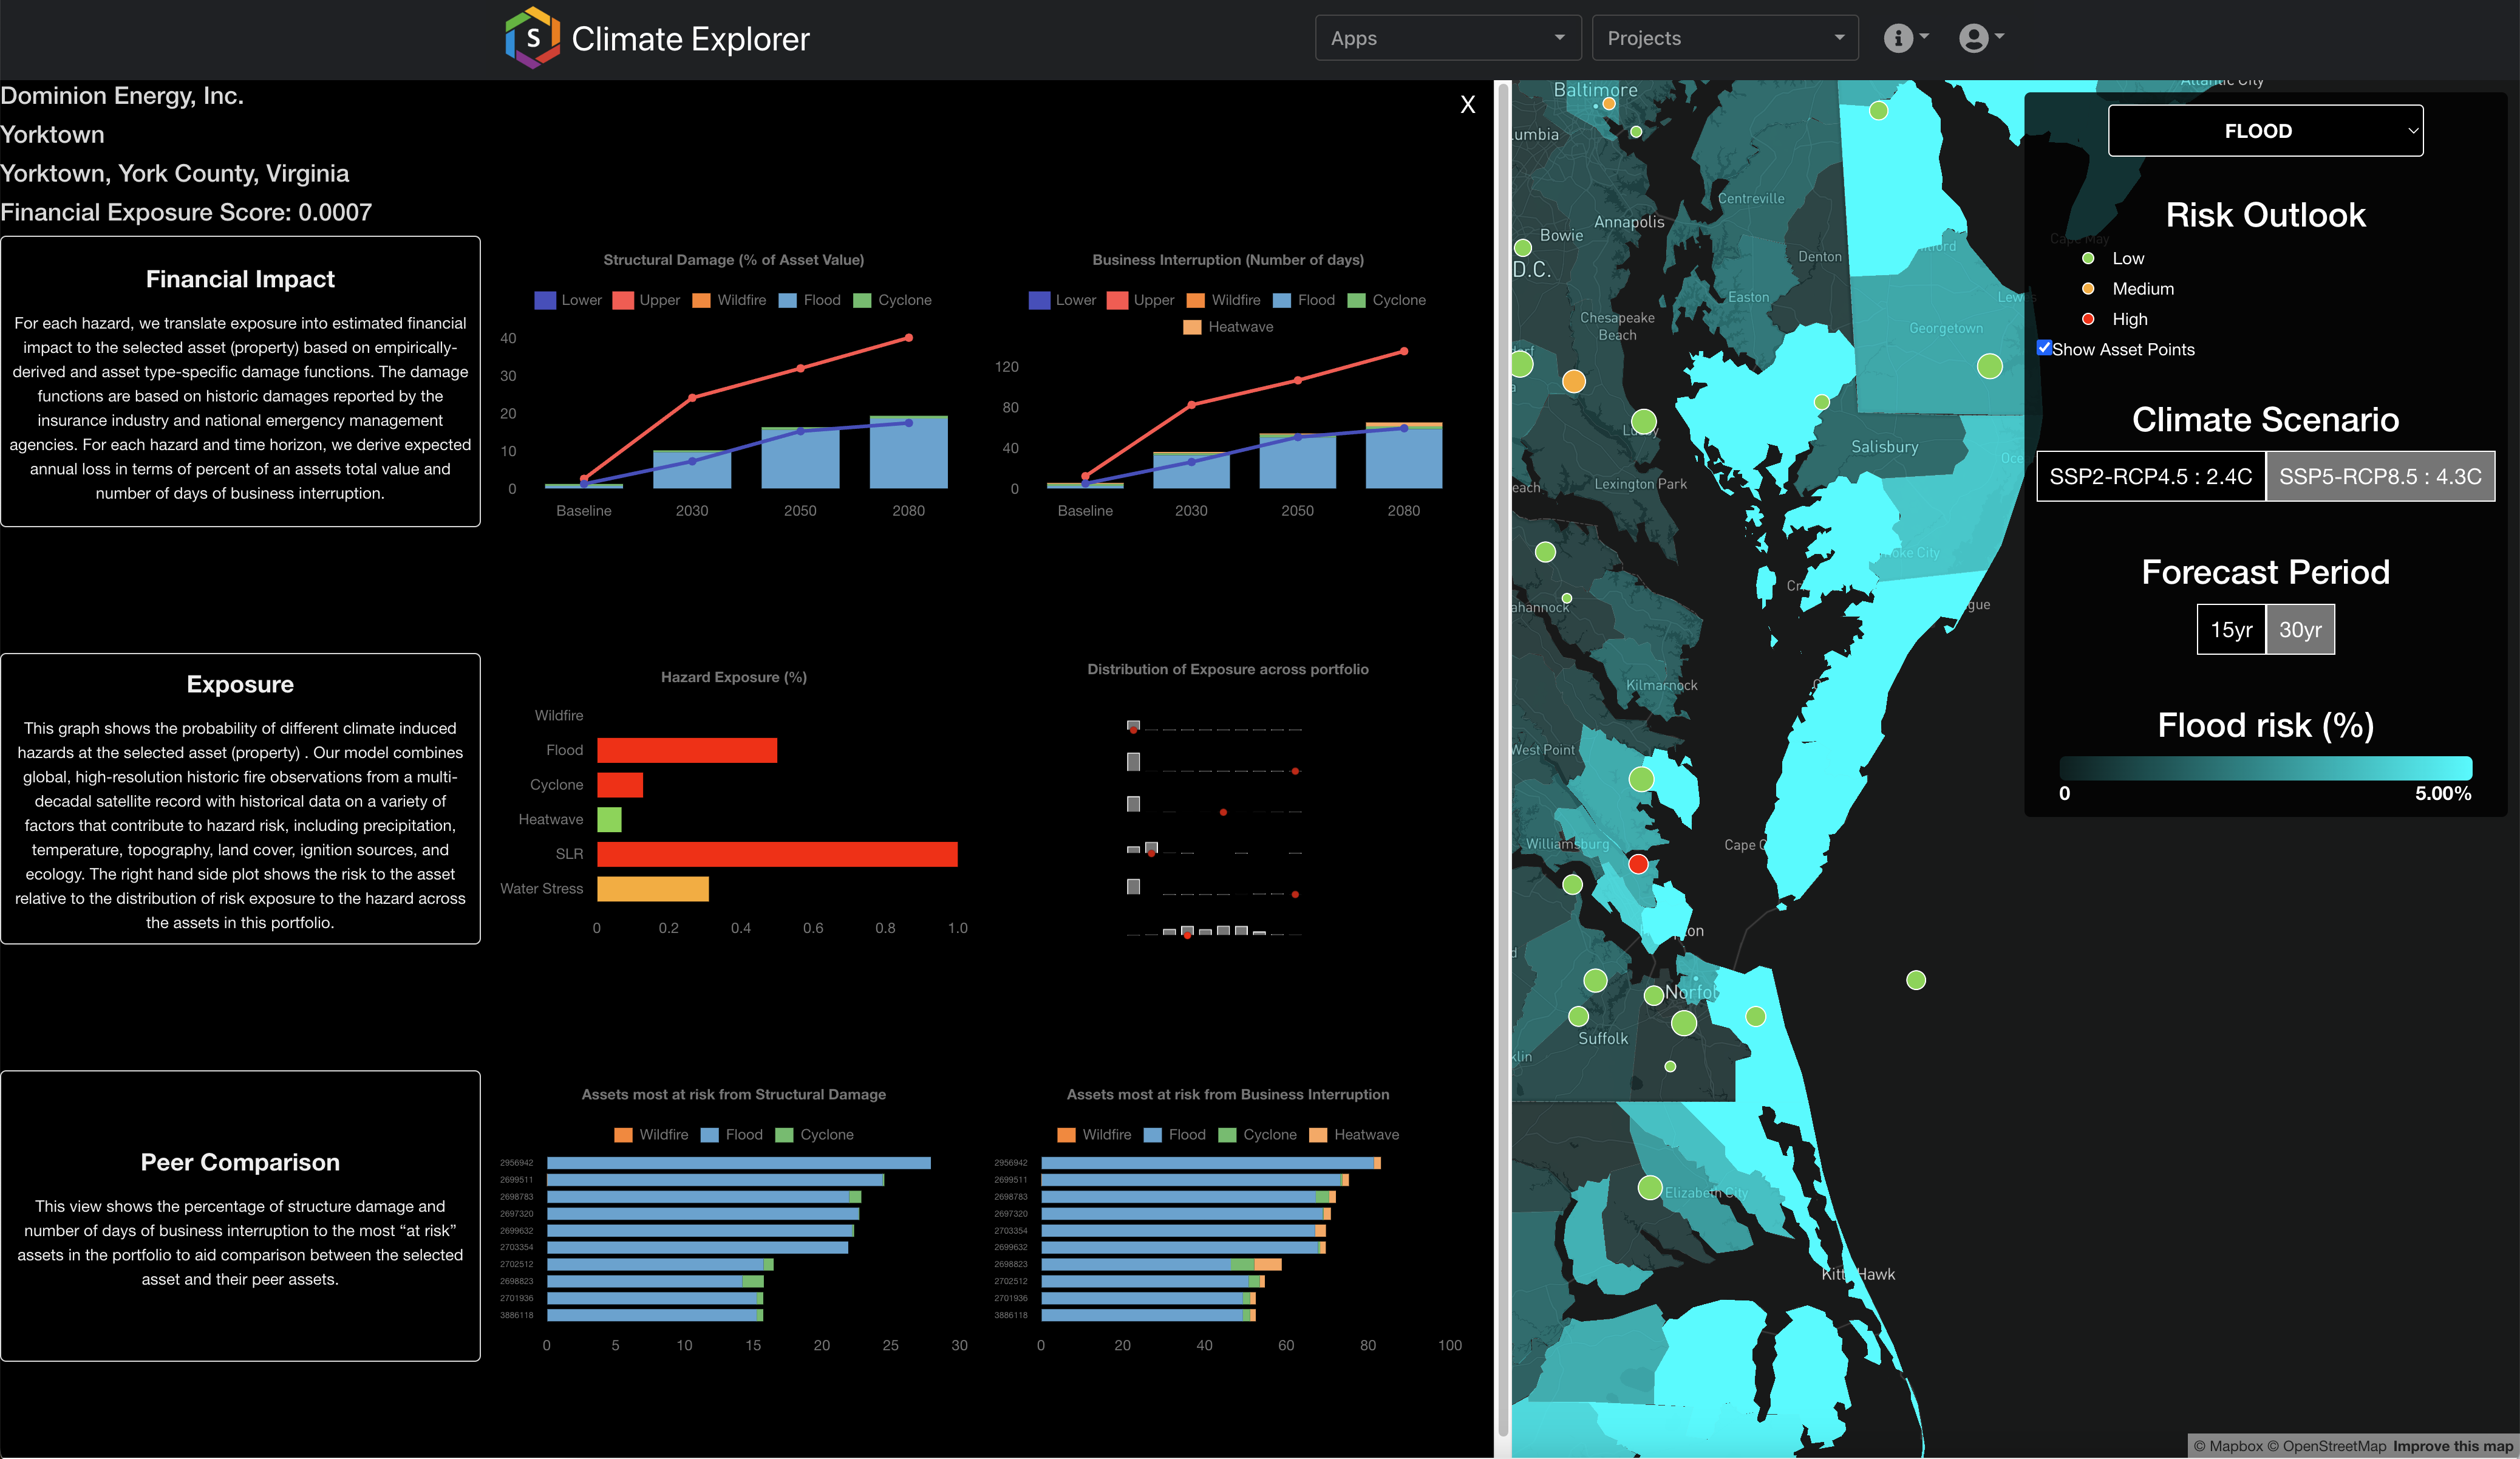 S Climate Explorer
Apps
Projects
Dominion Energy, Inc.
X
Yorktown
Yorktown, York County, Virginia
Financial Exposure Score: 0.0007
Financial Impact
For each hazard, we translate exposure into estimated financial
impact to the selected asset (property) based on empirically-
derived and asset type-specific damage functions. The damage
functions are based on historic damages reported by the
insurance industry and national emergency management
agencies. For each hazard and time horizon, we derive expected
annual loss in terms of percent of an assets total value and
number of days of business interruption.
Structural Damage (% of Asset Value)
Lower Upper Wildfire Flood Cyclone
40
30
20
10
0
Baseline 2030 2050 2080
Business Interruption (Number of days)
Lower Upper Wildfire Flood Cyclone
Heatwave
120
80
40
0
Baseline 2030 2050 2080
Exposure
This graph shows the probability of different climate induced
hazards at the selected asset (property) . Our model combines
global, high-resolution historic fire observations from a multi-
decadal satellite record with historical data on a variety of
factors that contribute to hazard risk, including precipitation,
temperature, topography, land cover, ignition sources, and
ecology. The right hand side plot shows the risk to the asset
relative to the distribution of risk exposure to the hazard across
the assets in this portfolio.
Hazard Exposure (%)
Wildfire
Flood
Cyclone
Heatwave
SLR
Water Stress
0 0.2 0.4 0.6 0.8 1.0
Distribution of Exposure across portfolio
Peer Comparison
This view shows the percentage of structure damage and
number of days of business interruption to the most “at risk”
assets in the portfolio to aid comparison between the selected
asset and their peer assets.
Assets most at risk from Structural Damage
Wildfire Flood Cyclone
2956942
2699511
2698783
2697320
2699632
2703354
2702512
2698823
2701936
3886118
0 5 10 15 20 25 30
Assets most at risk from Business Interruption
Wildfire Flood Cyclone Heatwave
2956942
2699511
2698783
2697320
2703354
2699632
2698823
2702512
2701936
3886118
0 20 40 60 80 100
Baltimore
umbia
Centreville
Annapolis
Bowie
D.C.
Denton
Easton
Chesapeake
Beach
Georgetown
Salisbury
each
Lexington Park
oke City
ahannock
gue
Kilmarnock
West Point
Williamsburg
Cape C
Norfol
Suffolk
klin
Elizabeth City
Kitt Hawk
Atlantic City
Cape May
FLOOD
Risk Outlook
Low
Medium
High
Show Asset Points
Climate Scenario
SSP2-RCP4.5 : 2.4C SSP5-RCP8.5 : 4.3C
Forecast Period
15yr 30yr
Flood risk (%)
0 5.00%
© Mapbox © OpenStreetMap Improve this map